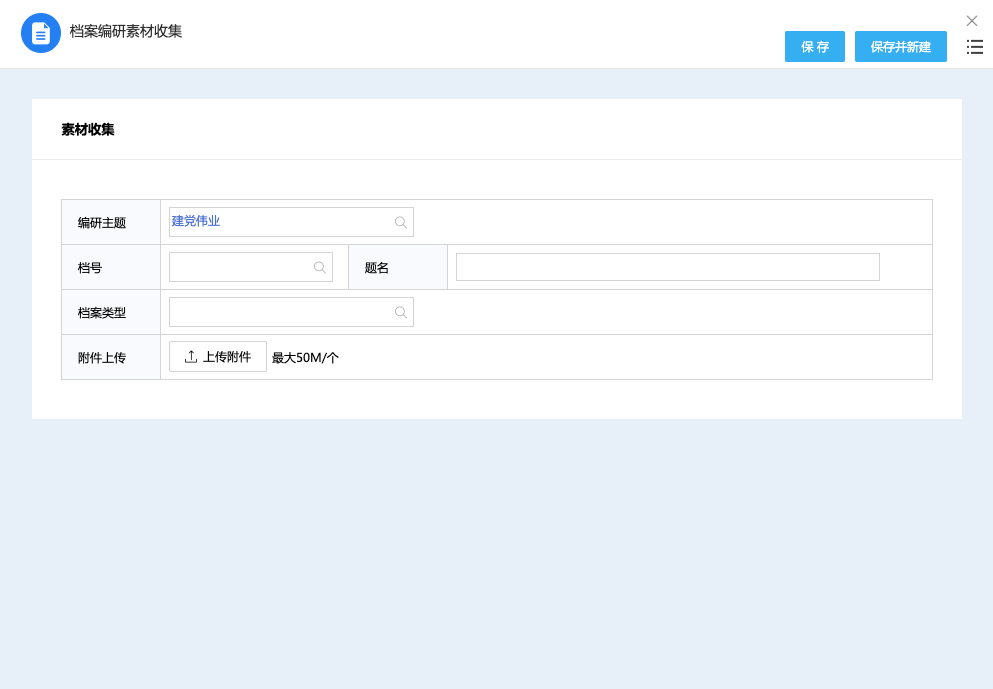 档案编研素材收集
保 存 保存并新建
素材收集
编研主题 建党伟业
档号 题名
档案类型
附件上传 上传附件 最大50M/个